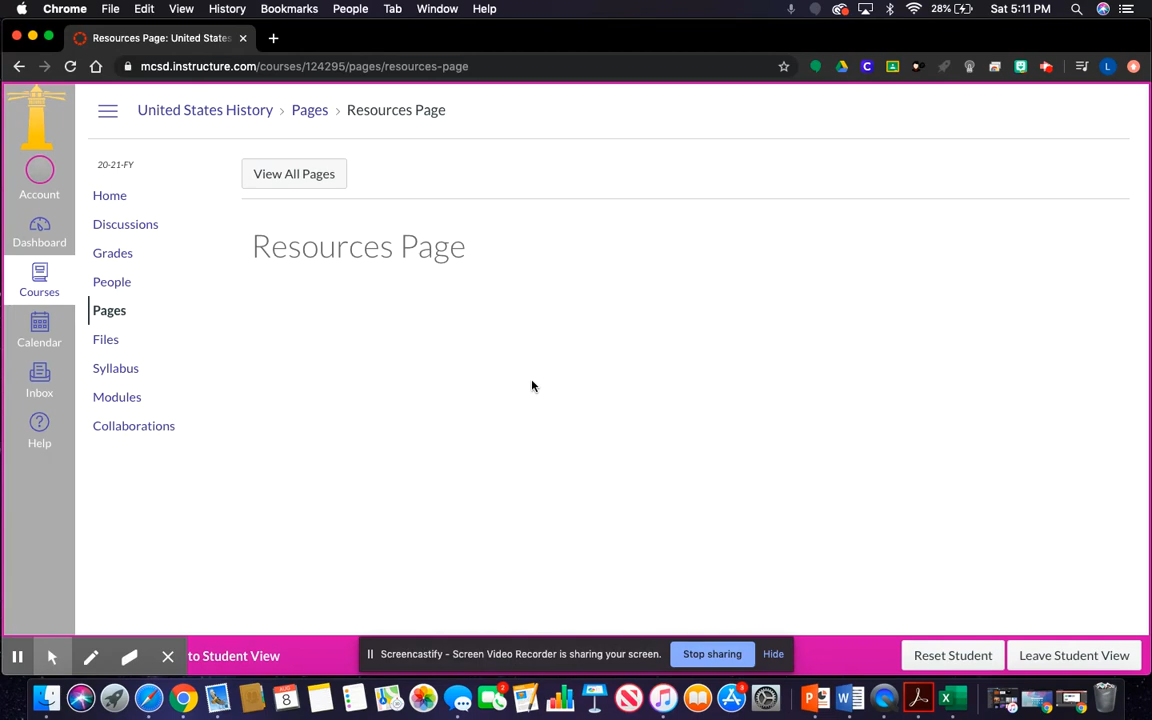 Chrome File Edit View History Bookmarks People Tab Window Help 28% Sat 5:11 PM
Resources Page: United States
mcsd.instructure.com/courses/124295/pages/resources-page
United States History › Pages › Resources Page
20-21-FY
View All Pages
Resources Page
Home
Discussions
Grades
People
Pages
Files
Syllabus
Modules
Collaborations
Account
Dashboard
Courses
Calendar
Inbox
Help
to Student View
Screencastify - Screen Video Recorder is sharing your screen. Stop sharing Hide
Reset Student Leave Student View
AUG
8